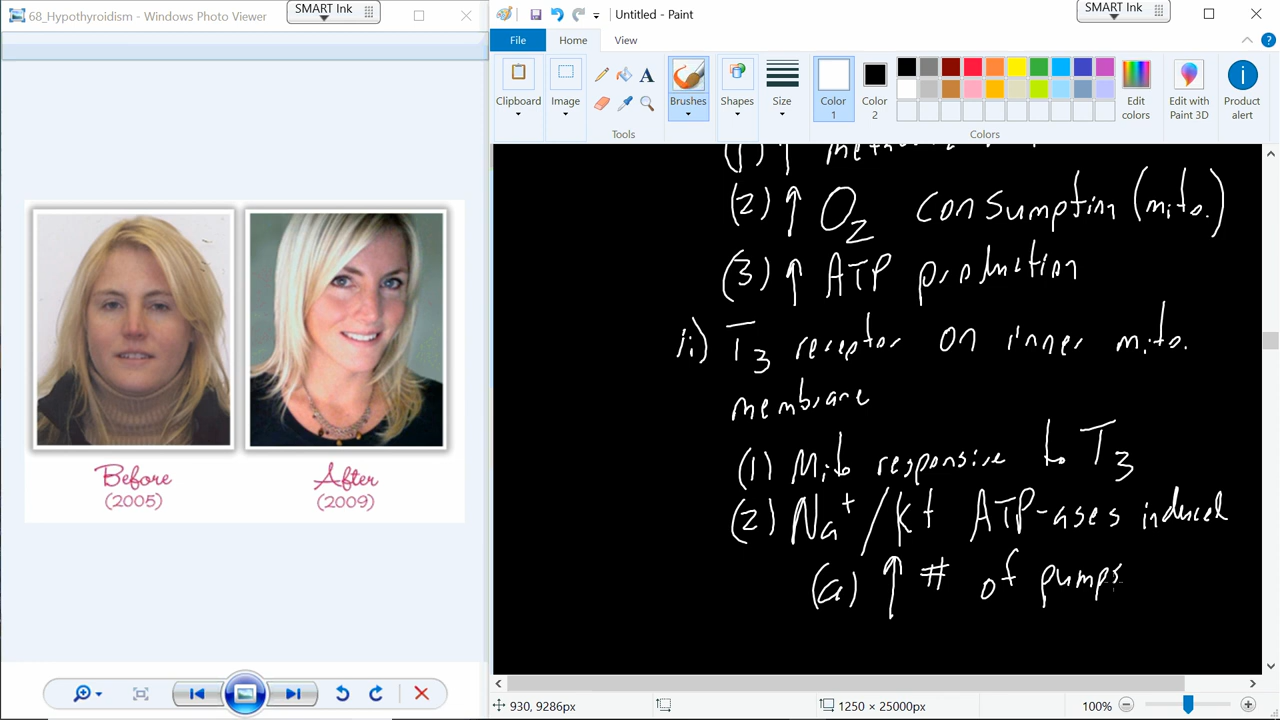 68_Hypothyroidism - Windows Photo Viewer
SMART Ink
Untitled - Paint
SMART Ink
File
Home
View
Clipboard
Image
Tools
Brushes
Shapes
Size
Color 1
Color 2
Edit colors
Edit with Paint 3D
Product alert
Colors
(1) ↑
(2) ↑ O2 consumption (mito.)
(3) ↑ ATP production
ii) T3 receptor on inner mito.
membrane
(1) Mito responsive to T3
(2) Na+/K+ ATP-ases induced
(a) ↑ # of pumps
Before
(2005)
After
(2009)
930, 9286px
1250 × 25000px
100%